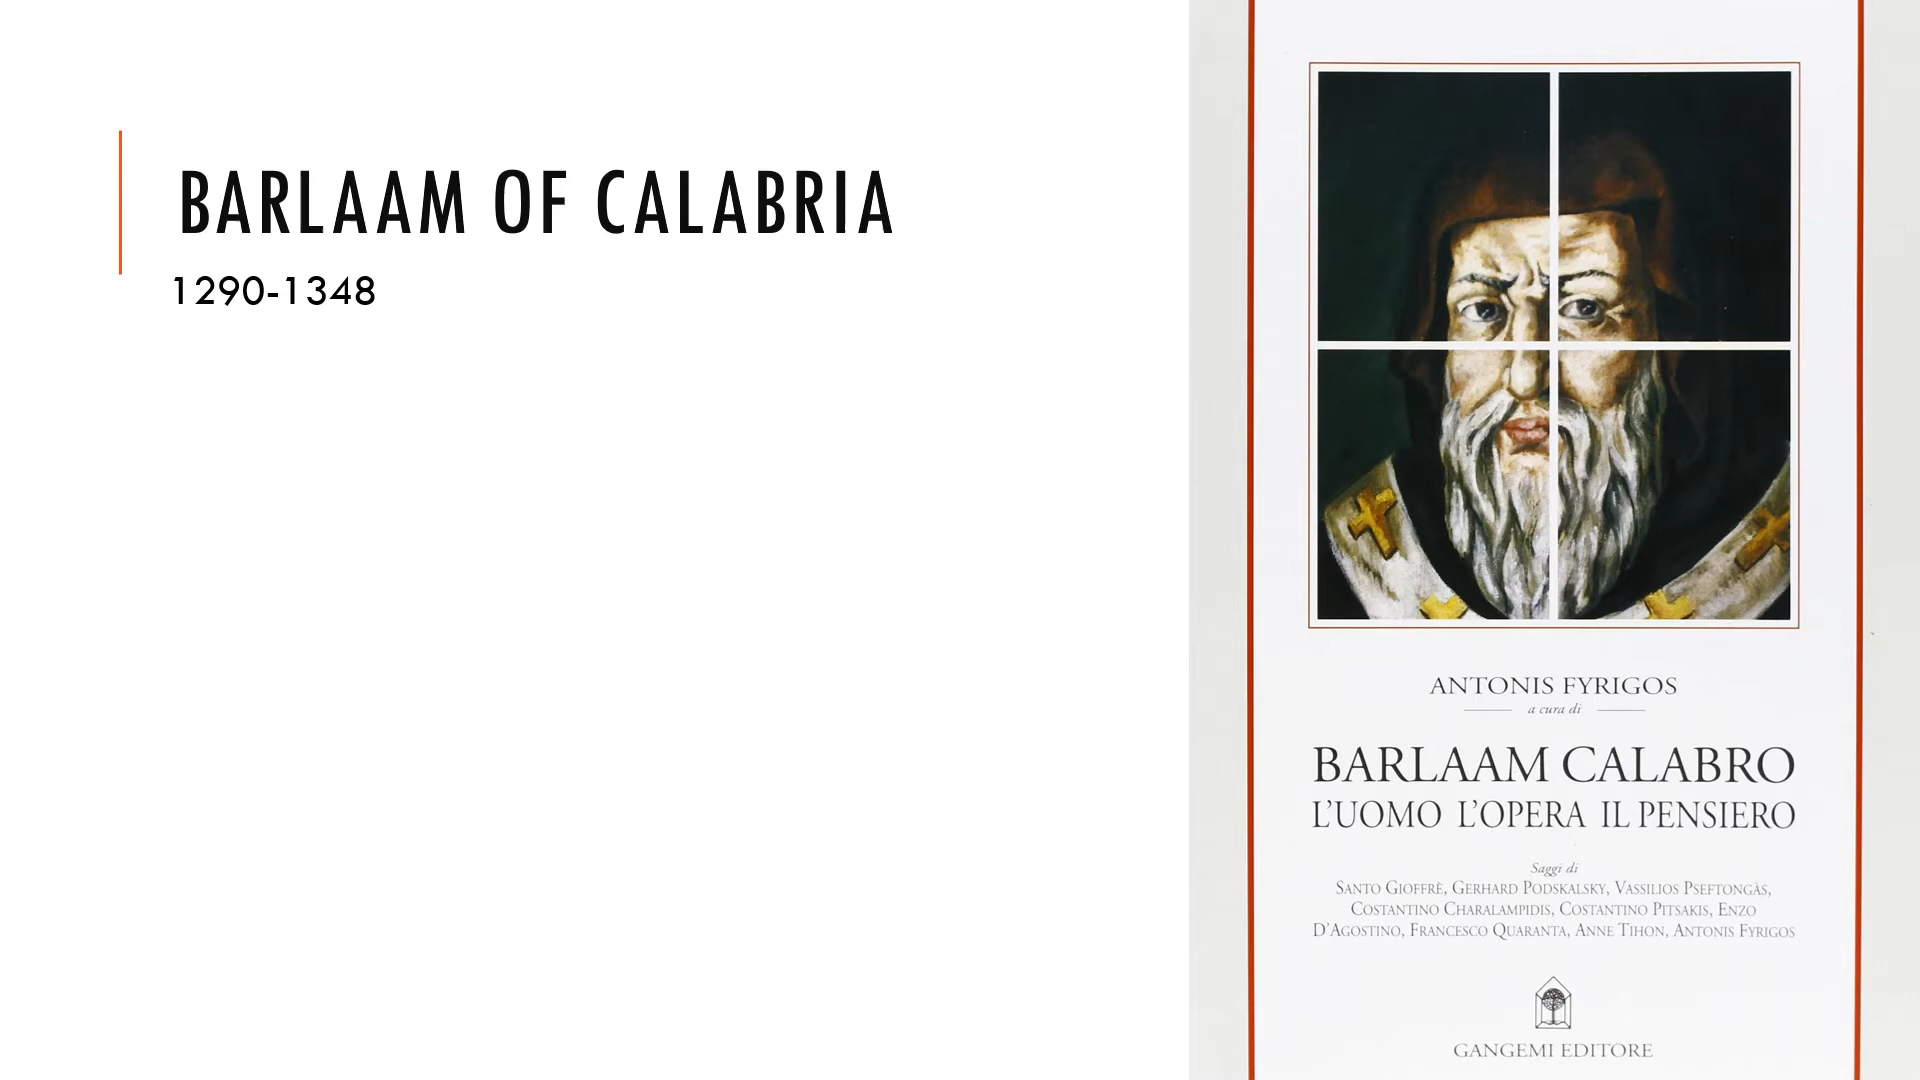 BARLAAM OF CALABRIA
1290-1348
ANTONIS FYRIGOS
a cura di
BARLAAM CALABRO
L'UOMO L'OPERA IL PENSIERO
Saggi di
SANTO GIOFFRÈ, GERHARD PODSKALSKY, VASSILIOS PSEFTONGÀS,
COSTANTINO CHARALAMPIDIS, COSTANTINO PITSAKIS, ENZO
D'AGOSTINO, FRANCESCO QUARANTA, ANNE TIHON, ANTONIS FYRIGOS
GANGEMI EDITORE